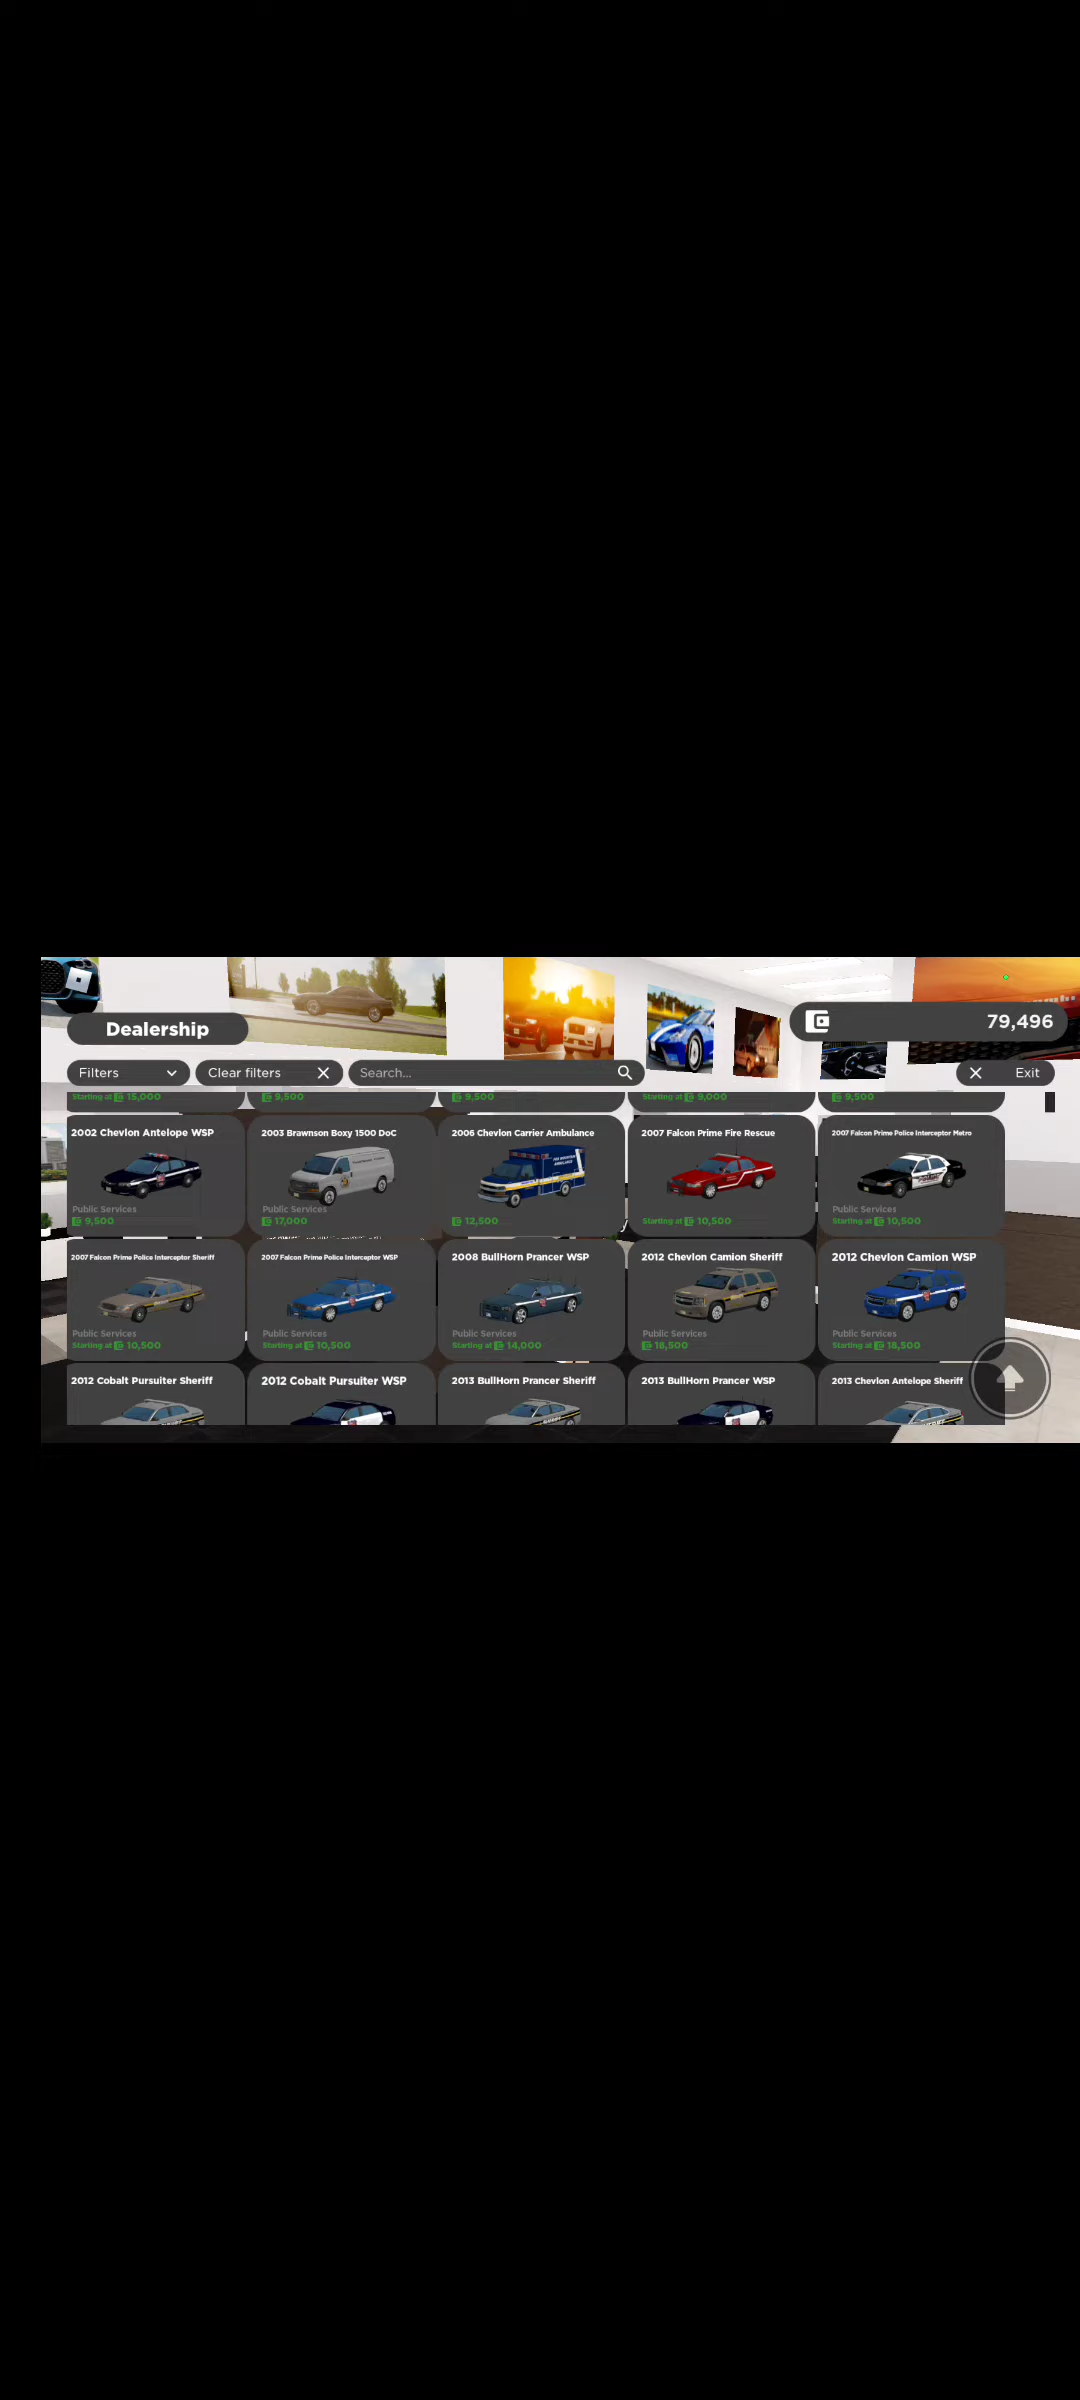 Dealership
79,496
Filters
Clear filters
Search...
Exit
Starting at 15,000
9,500
9,500
Starting at 9,000
9,500
2002 Chevlon Antelope WSP
2003 Brawnson Boxy 1500 DoC
2006 Chevlon Carrier Ambulance
2007 Falcon Prime Fire Rescue
2007 Falcon Prime Police Interceptor Metro
Public Services
Public Services
Public Services
9,500
17,000
12,500
Starting at 10,500
Starting at 10,500
2007 Falcon Prime Police Interceptor Sheriff
2007 Falcon Prime Police Interceptor WSP
2008 BullHorn Prancer WSP
2012 Chevlon Camion Sheriff
2012 Chevlon Camion WSP
Public Services
Public Services
Public Services
Public Services
Public Services
Starting at 10,500
Starting at 10,500
Starting at 14,000
18,500
Starting at 18,500
2012 Cobalt Pursuiter Sheriff
2012 Cobalt Pursuiter WSP
2013 BullHorn Prancer Sheriff
2013 BullHorn Prancer WSP
2013 Chevlon Antelope Sheriff